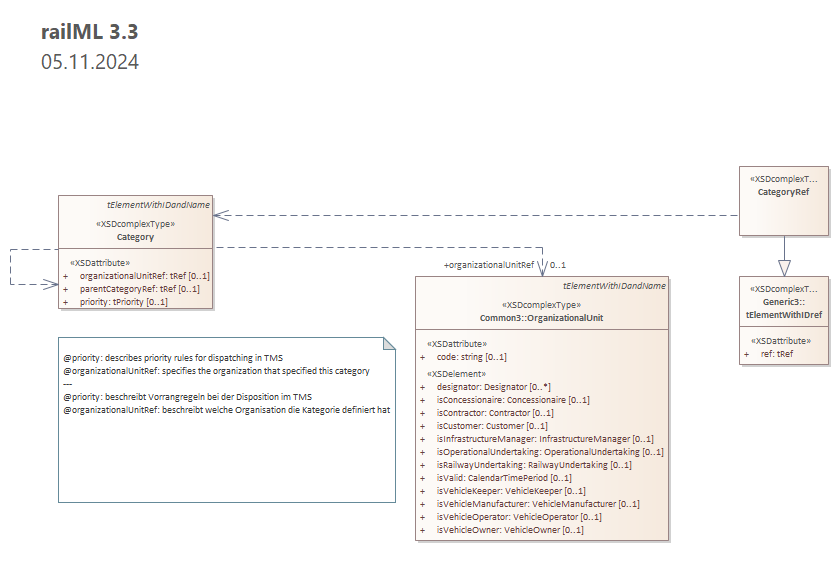 railML 3.3
05.11.2024
tElementWithIDandName
«XSDcomplexType»
Category
«XSDattribute»
+ organizationalUnitRef: tRef [0..1]
+ parentCategoryRef: tRef [0..1]
+ priority: tPriority [0..1]
«XSDcomplexT...
CategoryRef
+organizationalUnitRef 0..1
tElementWithIDandName
«XSDcomplexType»
Common3::OrganizationalUnit
«XSDattribute»
+ code: string [0..1]
«XSDelement»
+ designator: Designator [0..*]
+ isConcessionaire: Concessionaire [0..1]
+ isContractor: Contractor [0..1]
+ isCustomer: Customer [0..1]
+ isInfrastructureManager: InfrastructureManager [0..1]
+ isOperationalUndertaking: OperationalUndertaking [0..1]
+ isRailwayUndertaking: RailwayUndertaking [0..1]
+ isValid: CalendarTimePeriod [0..1]
+ isVehicleKeeper: VehicleKeeper [0..1]
+ isVehicleManufacturer: VehicleManufacturer [0..1]
+ isVehicleOperator: VehicleOperator [0..1]
+ isVehicleOwner: VehicleOwner [0..1]
«XSDcomplexT...
Generic3::
tElementWithIDref
«XSDattribute»
+ ref: tRef
@priority: describes priority rules for dispatching in TMS
@organizationalUnitRef: specifies the organization that specified this category
---
@priority: beschreibt Vorrangregeln bei der Disposition im TMS
@organizationalUnitRef: beschreibt welche Organisation die Kategorie definiert hat